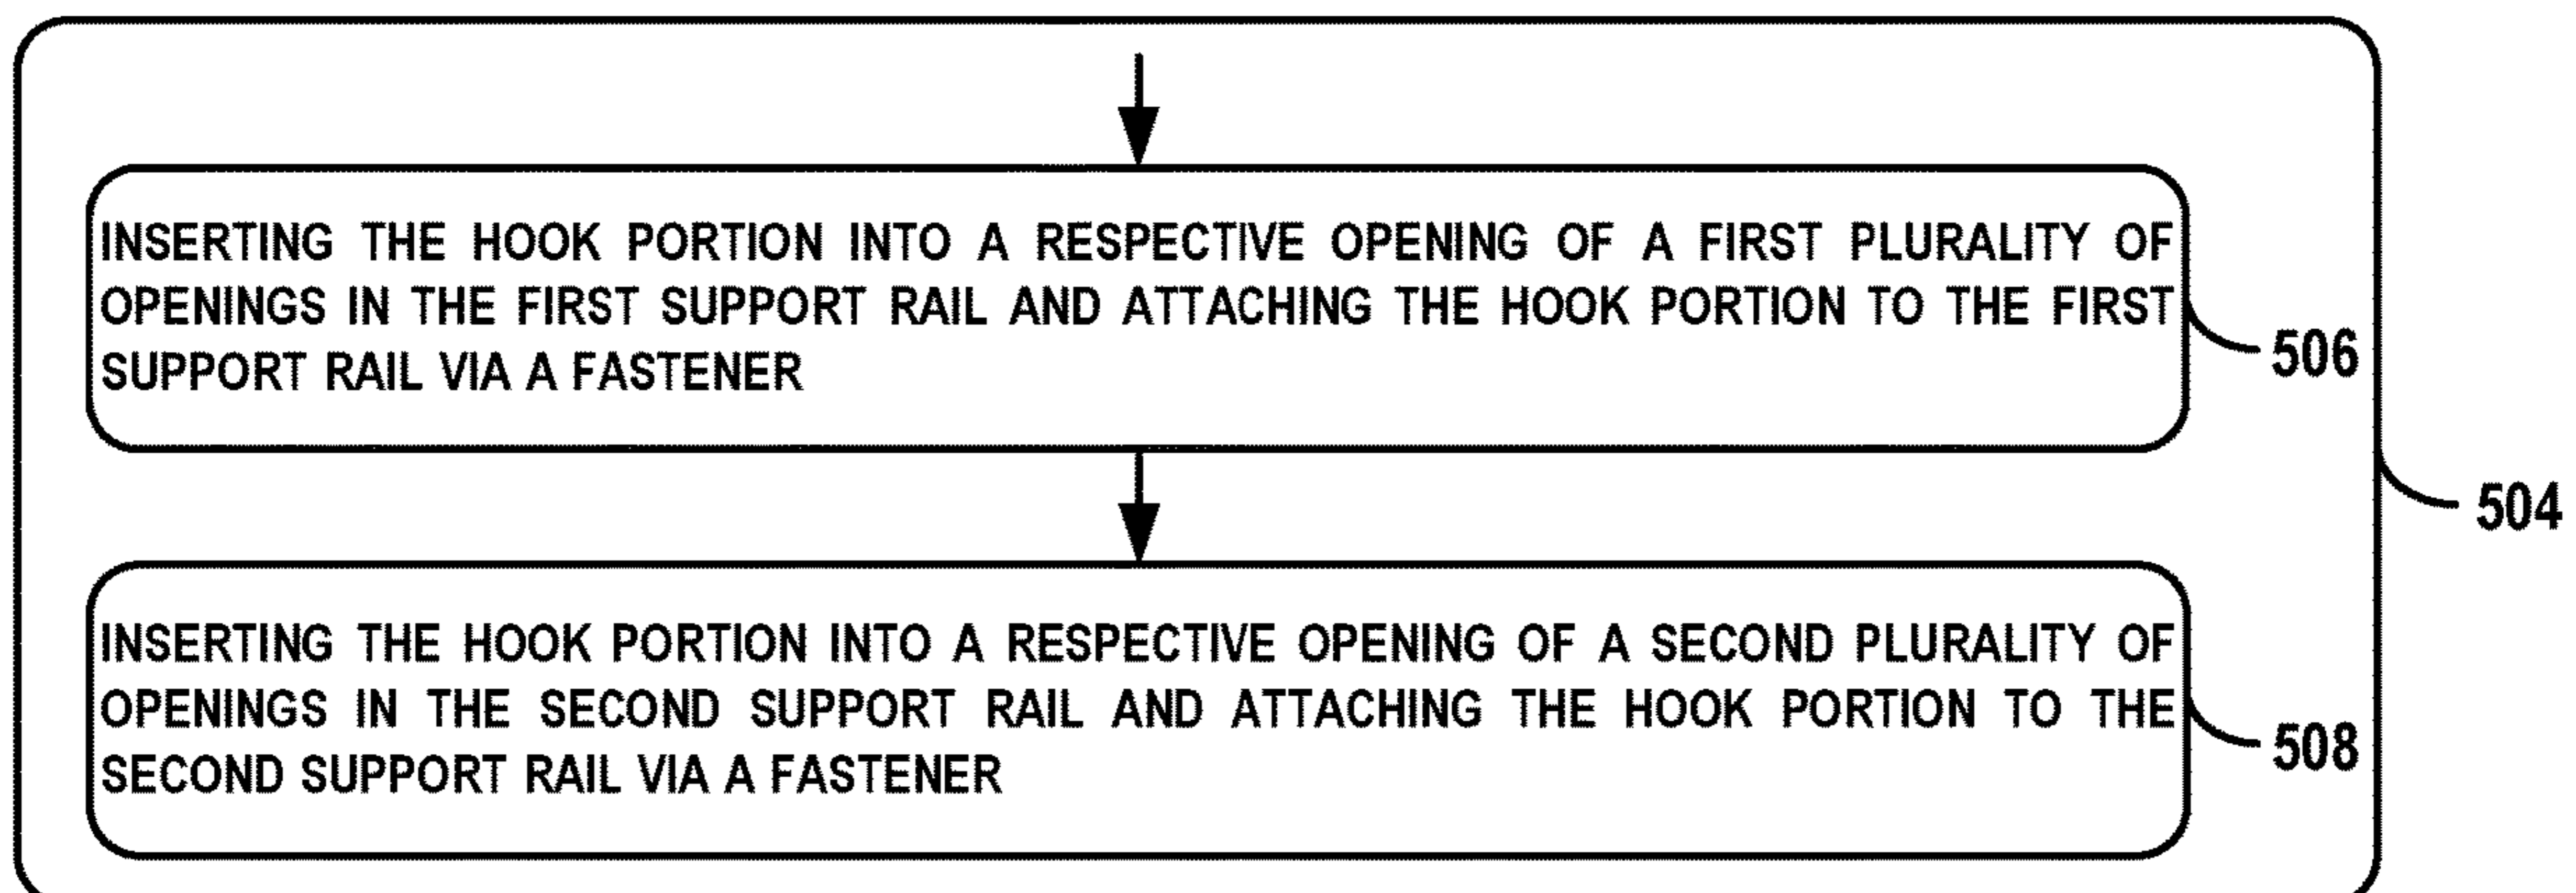 INSERTING THE HOOK PORTION INTO A RESPECTIVE OPENING OF A FIRST PLURALITY OF
OPENINGS IN THE FIRST SUPPORT RAIL AND ATTACHING THE HOOK PORTION TO THE FIRST
SUPPORT RAIL VIA A FASTENER
506
504
INSERTING THE HOOK PORTION INTO A RESPECTIVE OPENING OF A SECOND PLURALITY OF
OPENINGS IN THE SECOND SUPPORT RAIL AND ATTACHING THE HOOK PORTION TO THE
SECOND SUPPORT RAIL VIA A FASTENER
508